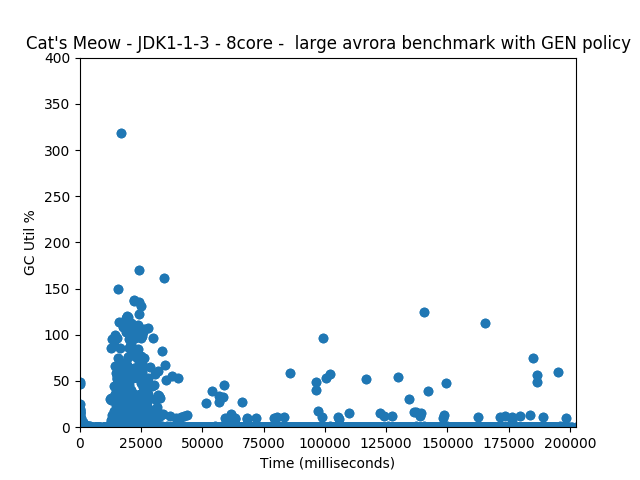 Cat's Meow - JDK1-1-3 - 8core -  large avrora benchmark with GEN policy
400
350
300
250
200
150
100
50
0
GC Util %
0 25000 50000 75000 100000 125000 150000 175000 200000
Time (milliseconds)